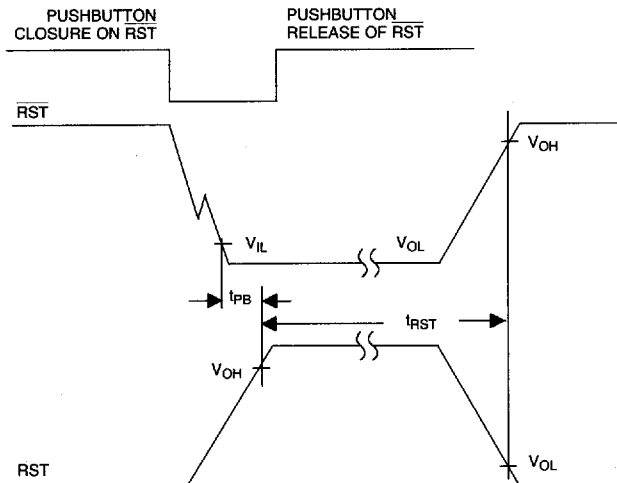 PUSHBUTTON
CLOSURE ON RST
PUSHBUTTON
RELEASE OF RST
RST
VOH
VIL
VOL
tPB
tRST
VOH
RST
VOL